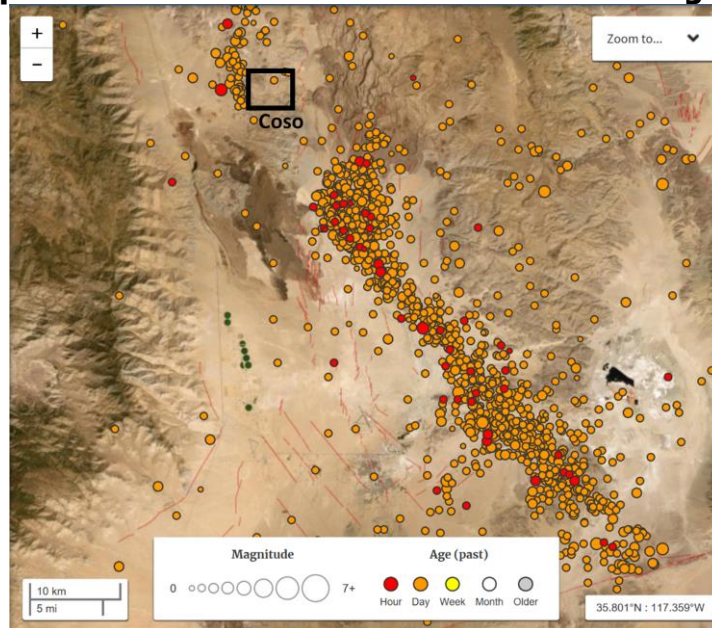 +
Zoom to...
−
Coso
Magnitude
Age (past)
0
7+
Hour
Day
Week
Month
Older
10 km
5 mi
35.801°N : 117.359°W